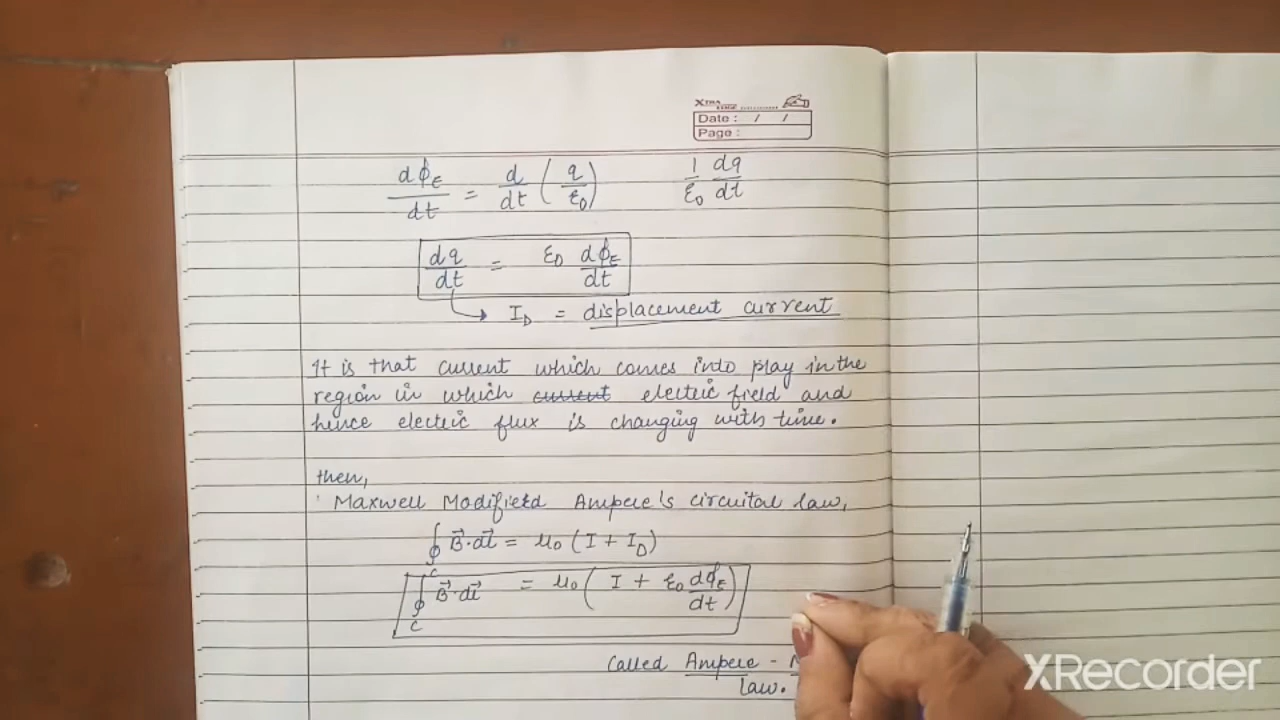 XTRA
Date : / /
Page :
dϕE/dt = d/dt ( q/ε0 ) 1/ε0 dq/dt
dq/dt = ε0 dϕE/dt
→ ID = displacement current
It is that current which comes into play in the
region in which current electric field and
hence electric flux is changing with time.
then,
Maxwell Modified Ampere's circuital law,
∮C B⃗·dl⃗ = μ0 ( I + ID )
∮C B⃗·dl⃗ = μ0 ( I + ε0 dϕE/dt )
Called Ampere -
law.
XRecorder